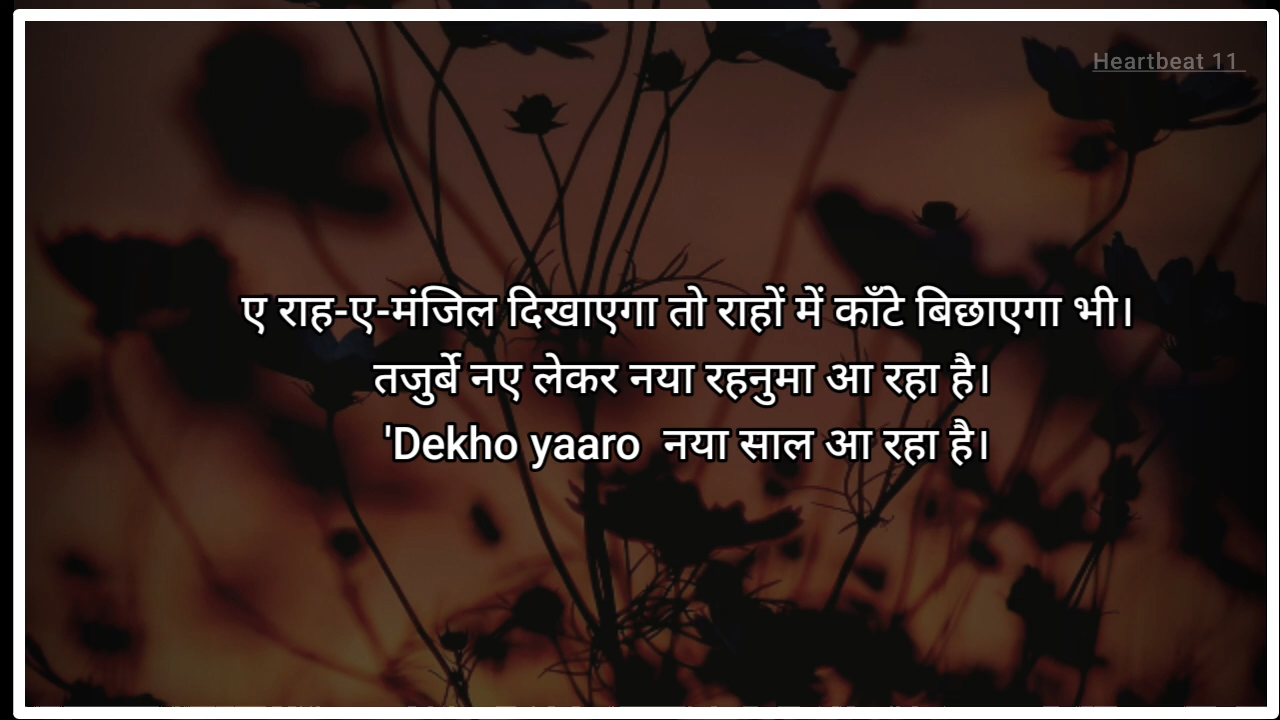 Heartbeat 11
ए राह-ए-मंजिल दिखाएगा तो राहों में काँटे बिछाएगा भी।
तजुर्बे नए लेकर नया रहनुमा आ रहा है।
'Dekho yaaro नया साल आ रहा है।